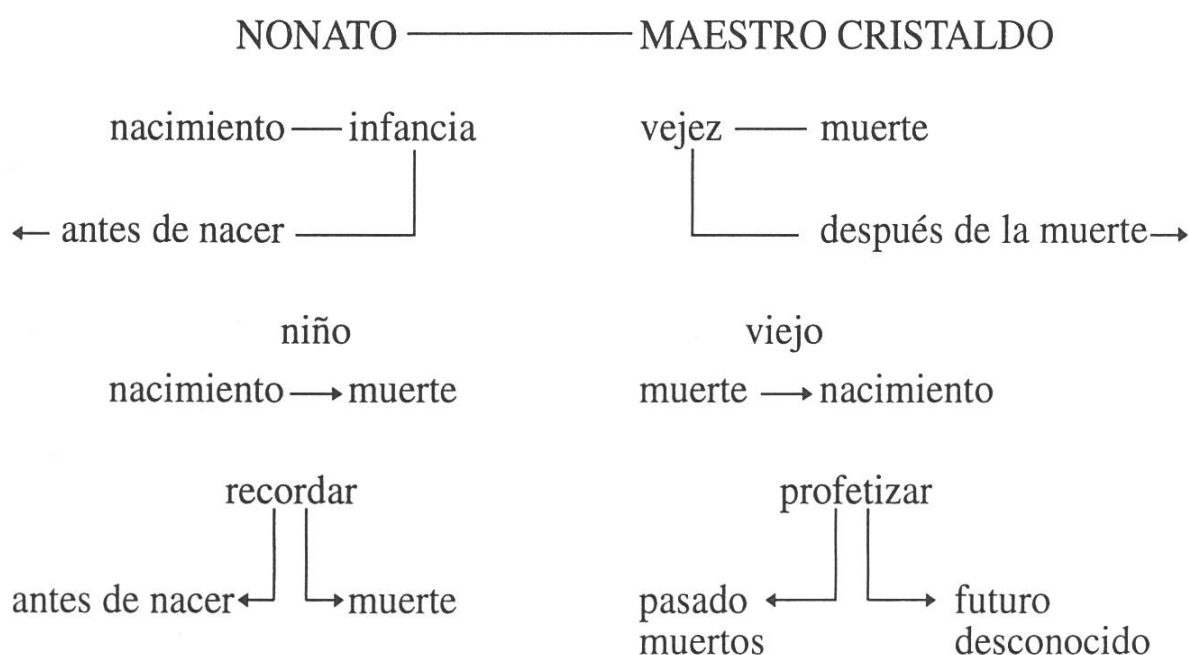 NONATO MAESTRO CRISTALDO
nacimiento infancia vejez muerte
antes de nacer después de la muerte
niño viejo
nacimiento muerte muerte nacimiento
recordar profetizar
antes de nacer muerte pasado futuro
muertos desconocido